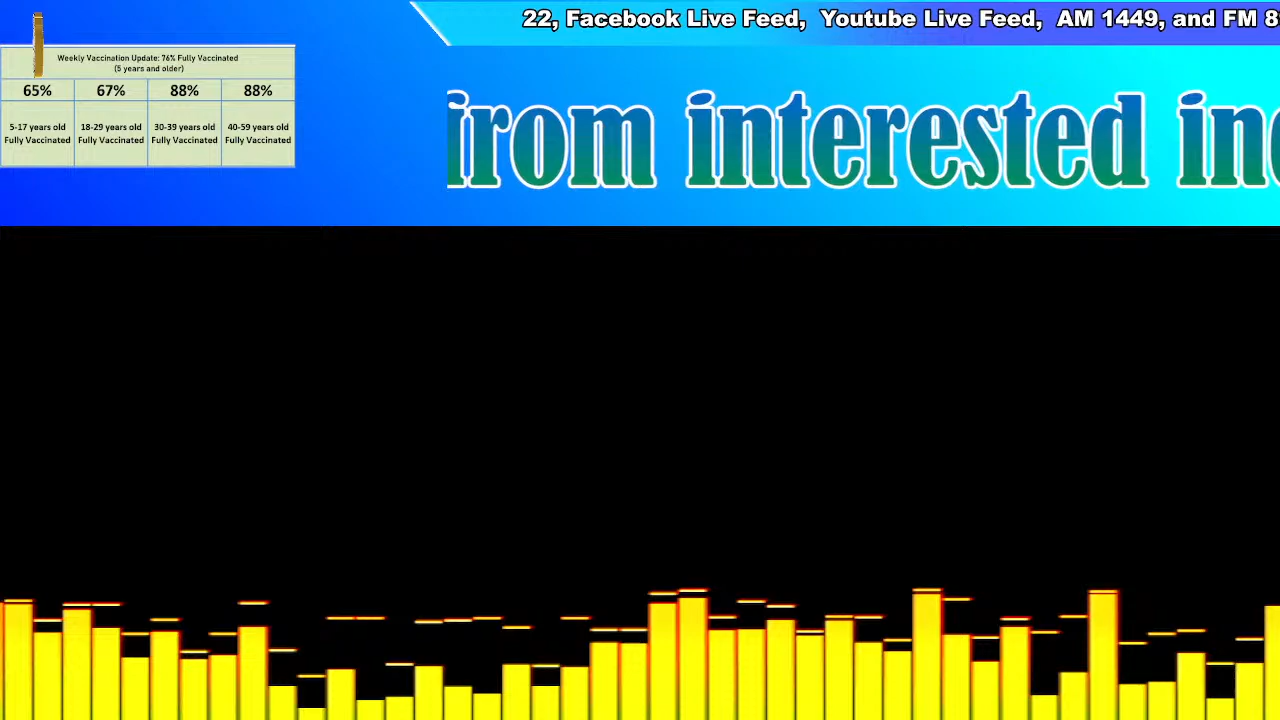 22, Facebook Live Feed, Youtube Live Feed, AM 1449, and FM 8
Weekly Vaccination Update: 76% Fully Vaccinated
(5 years and older)
65% 67% 88% 88%
5-17 years old 18-29 years old 30-39 years old 40-59 years old
Fully Vaccinated Fully Vaccinated Fully Vaccinated Fully Vaccinated
from interested in